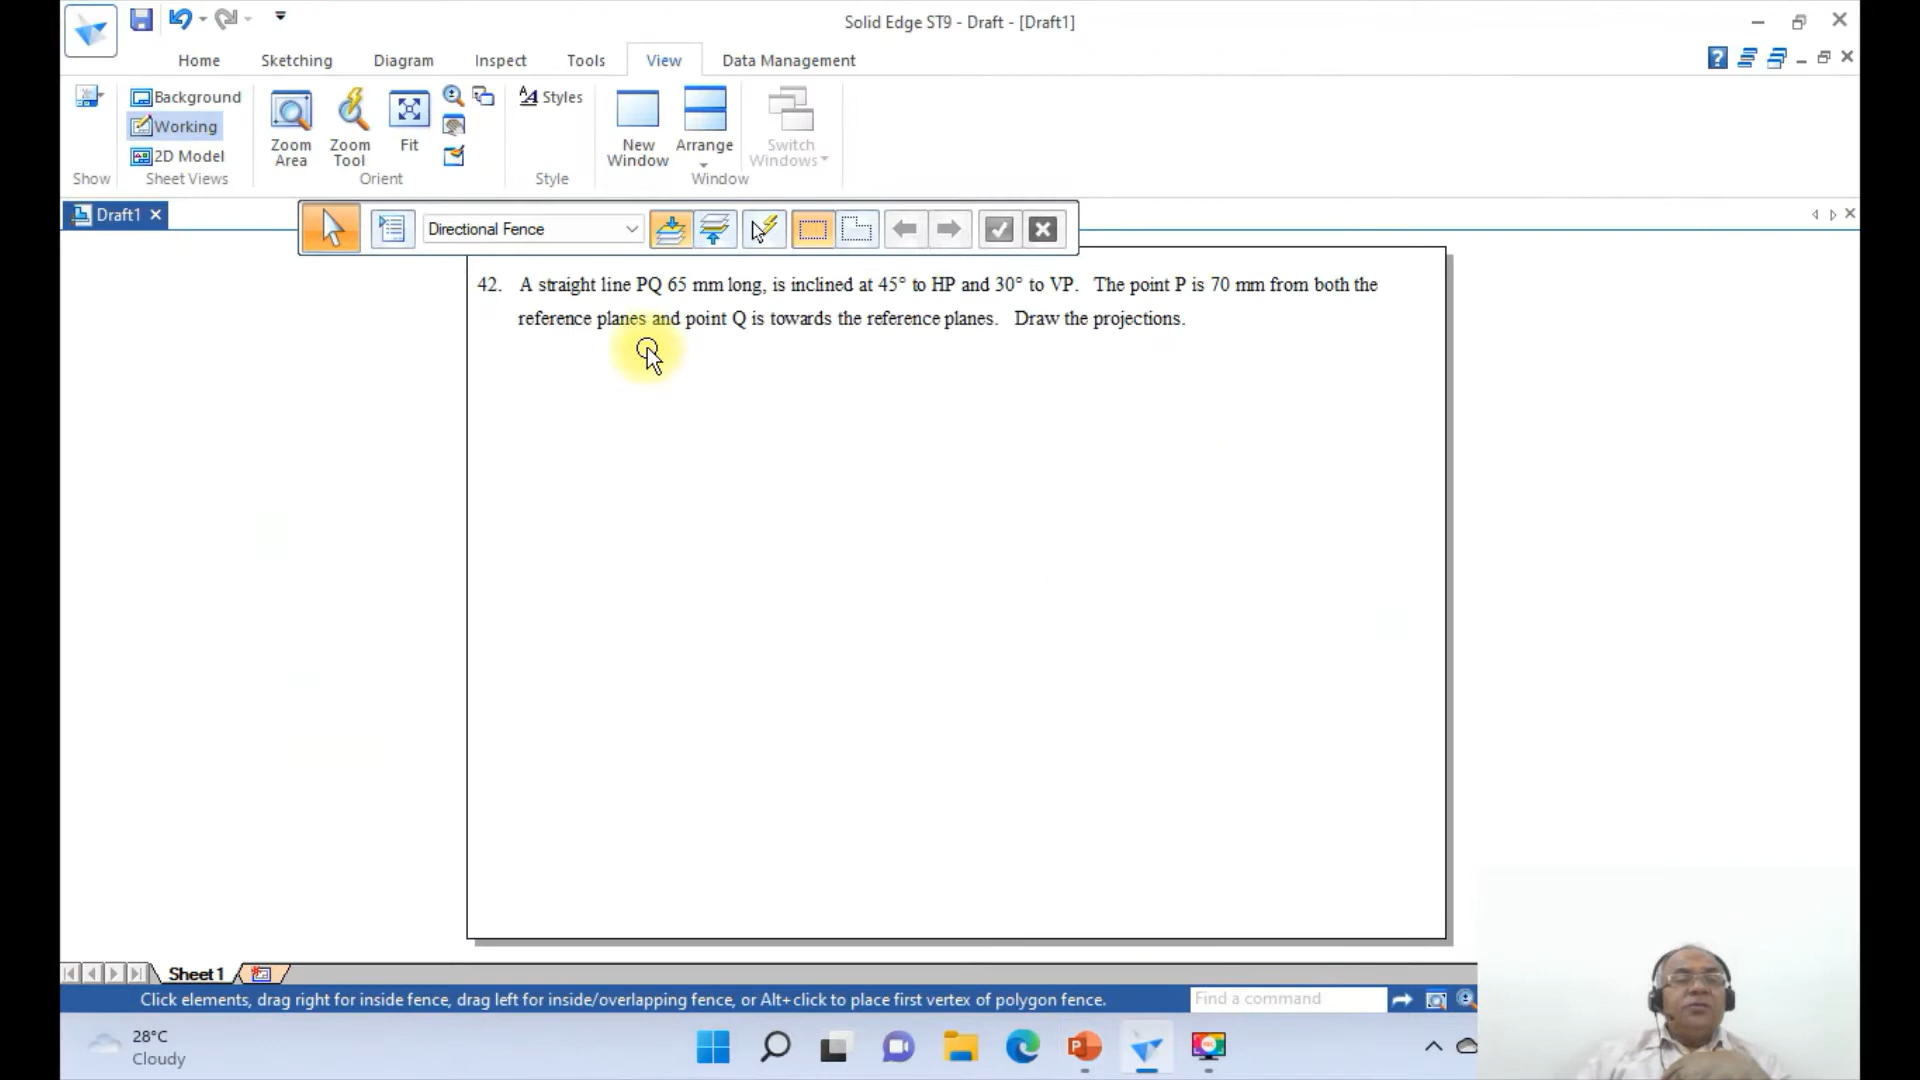 Solid Edge ST9 - Draft - [Draft1]
Home Sketching Diagram Inspect Tools View Data Management
Background
Working
2D Model
Zoom Area
Zoom Tool
Fit
Styles
New Window
Arrange
Switch Windows
Show Sheet Views Orient Style Window
Draft1
Directional Fence
42. A straight line PQ 65 mm long, is inclined at 45° to HP and 30° to VP. The point P is 70 mm from both the
reference planes and point Q is towards the reference planes. Draw the projections.
Sheet1
Click elements, drag right for inside fence, drag left for inside/overlapping fence, or Alt+click to place first vertex of polygon fence.
Find a command
28°C
Cloudy